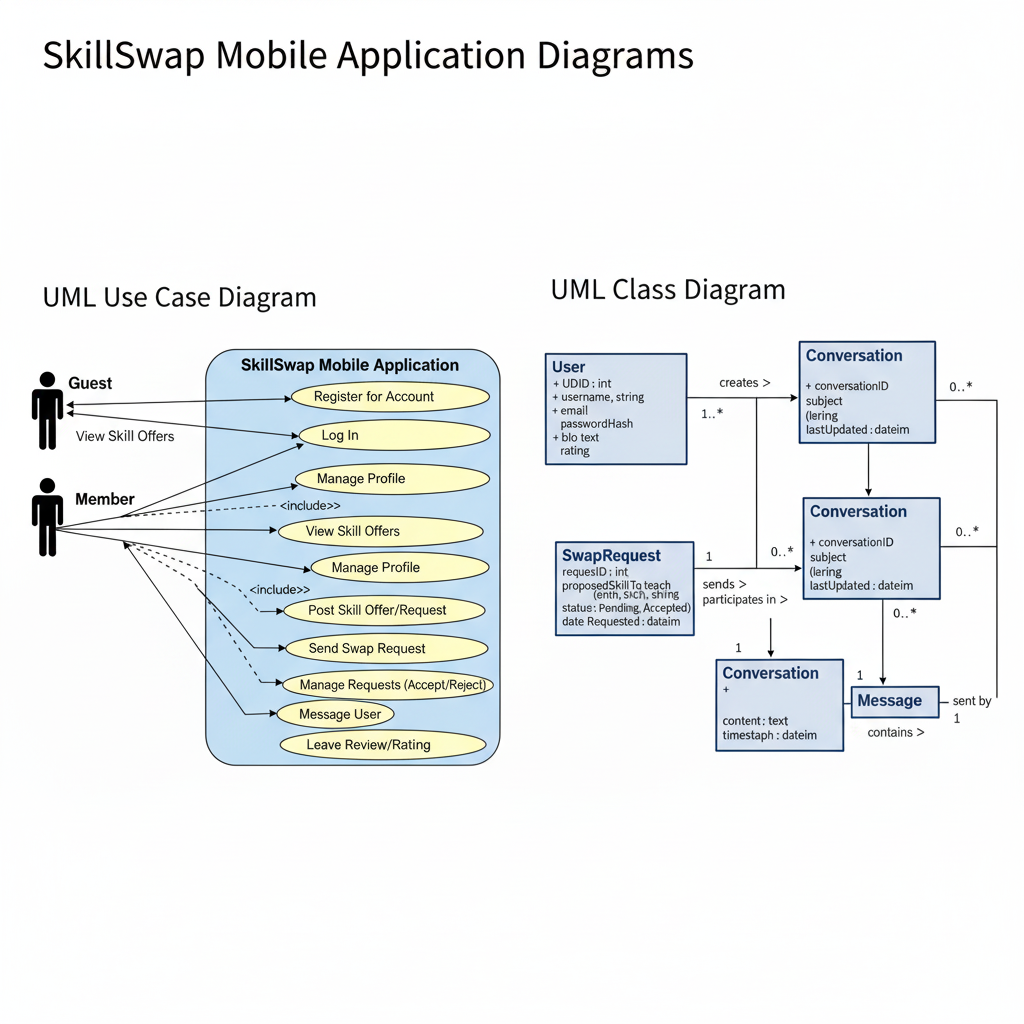 SkillSwap Mobile Application Diagrams
UML Use Case Diagram
SkillSwap Mobile Application
Guest
View Skill Offers
Member
Register for Account
Log In
Manage Profile
<include>>
View Skill Offers
Manage Profile
<include>>
Post Skill Offer/Request
Send Swap Request
Manage Requests (Accept/Reject)
Message User
Leave Review/Rating
UML Class Diagram
User
+ UDID : int
+ username, string
+ email
passwordHash
+ blo text
rating
creates >
1..*
Conversation
+ conversationID
subject
(lering
lastUpdated : dateim
0..*
SwapRequest
requesID : int
proposedSkillTo teach
status : Pending, Accepted)
date Requested : dataim
1
0..*
sends >
participates in >
Conversation
+ conversationID
subject
(lering
lastUpdated : dateim
0..*
0..*
1
Conversation
+
content : text
timestaph : dateim
1
Message
sent by
1
contains >